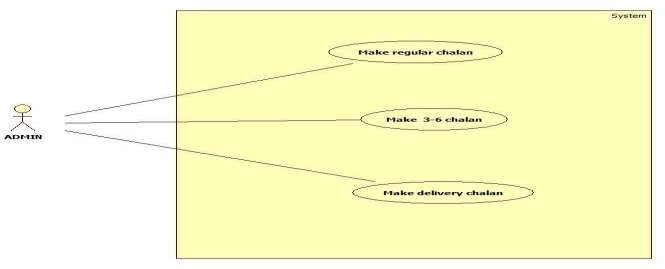 System
Make regular chalan
Make 3-6 chalan
ADMIN
Make delivery chalan